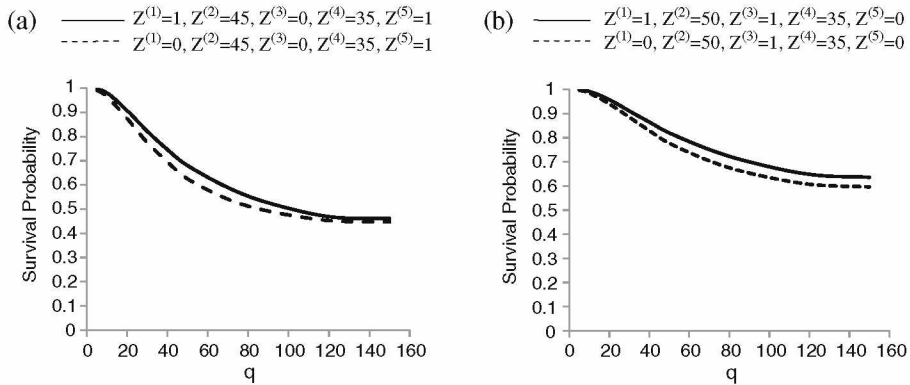 (a)
Z(1)=1, Z(2)=45, Z(3)=0, Z(4)=35, Z(5)=1
Z(1)=0, Z(2)=45, Z(3)=0, Z(4)=35, Z(5)=1
Survival Probability
1
0.9
0.8
0.7
0.6
0.5
0.4
0.3
0.2
0.1
0
0 20 40 60 80 100 120 140 160
q
(b)
Z(1)=1, Z(2)=50, Z(3)=1, Z(4)=35, Z(5)=0
Z(1)=0, Z(2)=50, Z(3)=1, Z(4)=35, Z(5)=0
Survival Probability
1
0.9
0.8
0.7
0.6
0.5
0.4
0.3
0.2
0.1
0
0 20 40 60 80 100 120 140 160
q